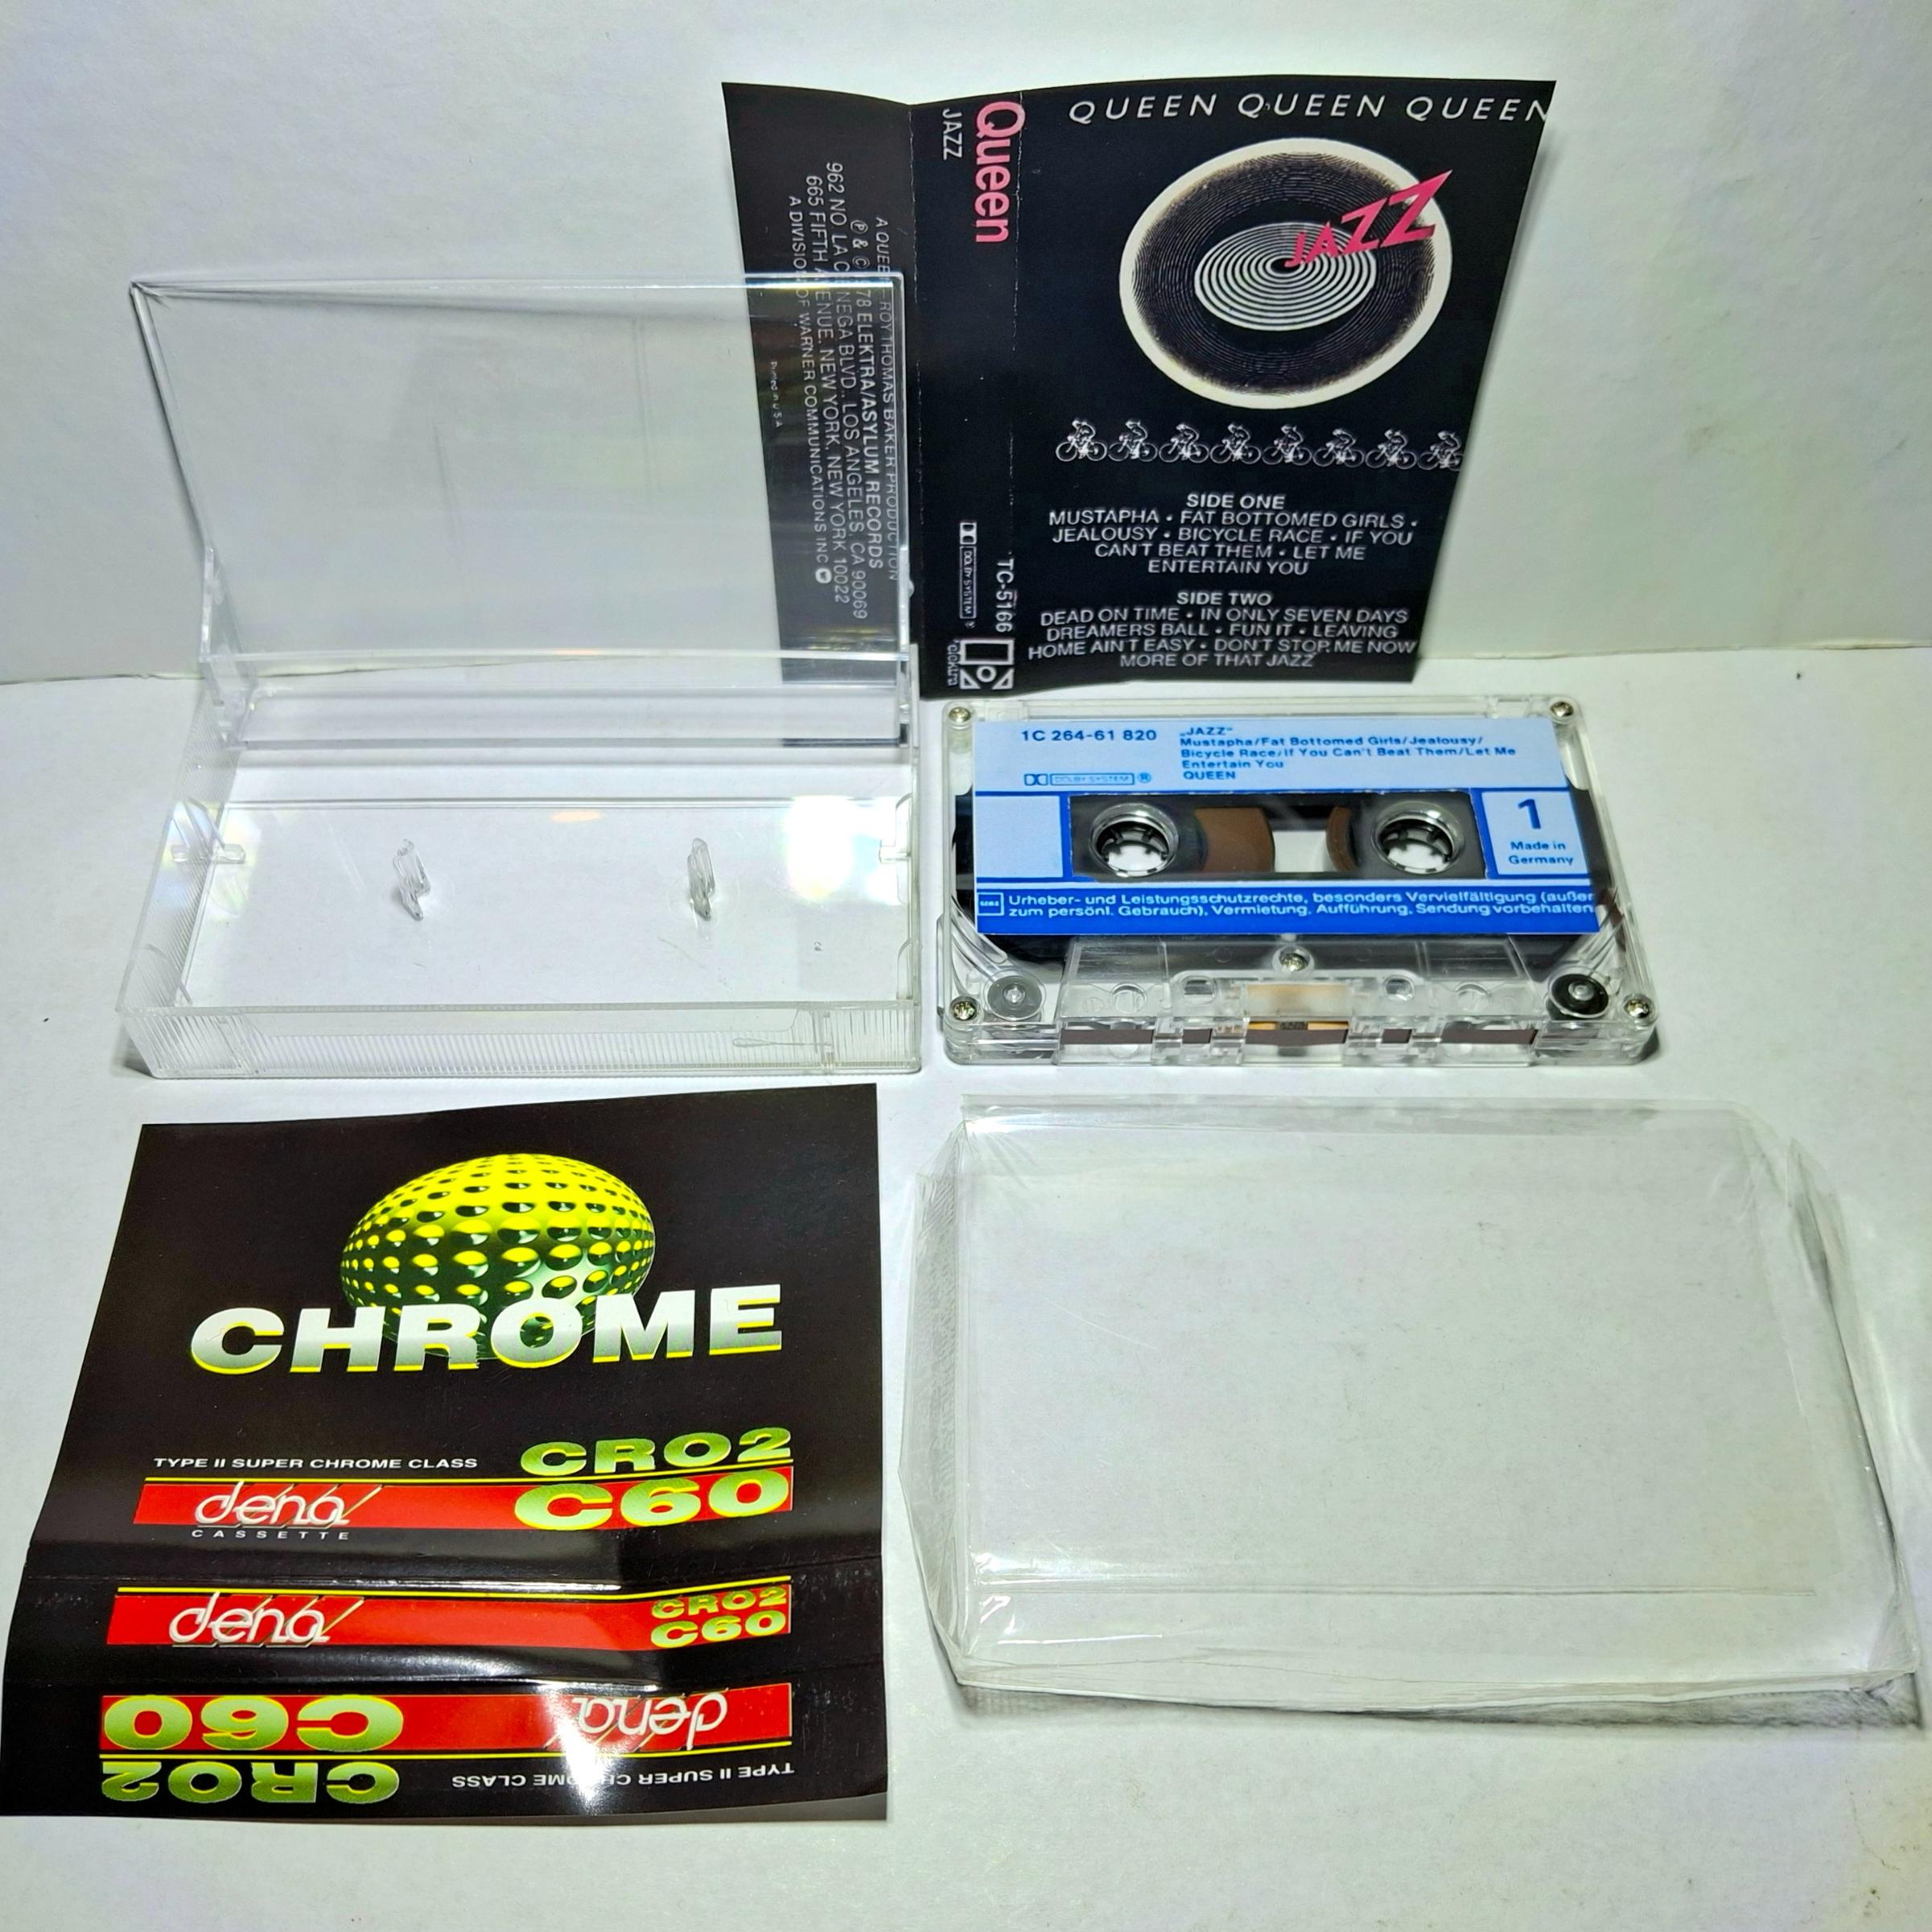 QUEEN QUEEN QUEEN
JAZZ
SIDE ONE
MUSTAPHA • FAT BOTTOMED GIRLS •
JEALOUSY • BICYCLE RACE • IF YOU
CAN'T BEAT THEM • LET ME
ENTERTAIN YOU
SIDE TWO
DEAD ON TIME • IN ONLY SEVEN DAYS
DREAMERS BALL • FUN IT • LEAVING
HOME AIN'T EASY • DON'T STOP ME NOW
MORE OF THAT JAZZ
Queen
JAZZ
TC-5166
DOLBY SYSTEM
elektra
ROY THOMAS BAKER PRODUCTION
℗ & © 78 ELEKTRA/ASYLUM RECORDS
962 NO. LA CIENEGA BLVD., LOS ANGELES, CA 90069
665 FIFTH AVENUE, NEW YORK, NEW YORK 10022
A DIVISION OF WARNER COMMUNICATIONS INC
Printed in U S A
1C 264-61 820
„JAZZ"
Mustapha/Fat Bottomed Girls/Jealousy/
Bicycle Race/If You Can't Beat Them/Let Me
Entertain You
QUEEN
DOLBY SYSTEM ®
1
Made in
Germany
Urheber- und Leistungsschutzrechte, besonders Vervielfältigung (außer
zum persönl. Gebrauch), Vermietung, Aufführung, Sendung vorbehalten
CHROME
TYPE II SUPER CHROME CLASS
CRO2
dena
C60
CASSETTE
dena
CRO2
C60
dena
C60
TYPE II SUPER CHROME CLASS
CRO2